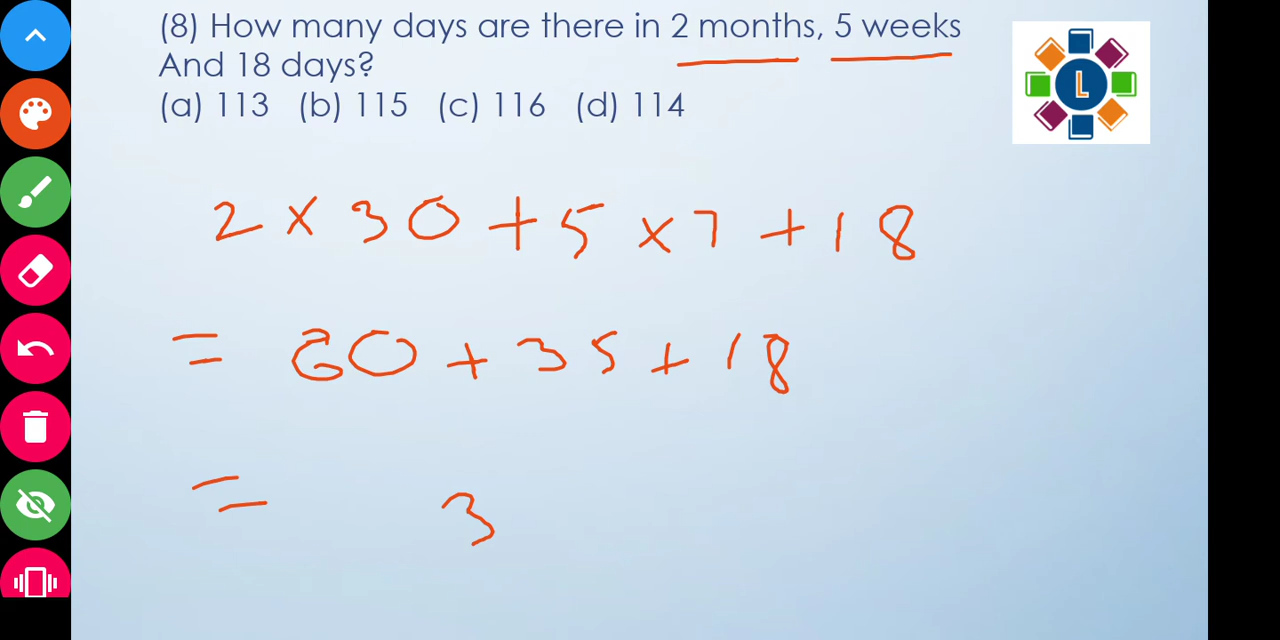 (8) How many days are there in 2 months, 5 weeks
And 18 days?
(a) 113 (b) 115 (c) 116 (d) 114
L
2 × 30 + 5 × 7 + 18
= 60 + 35 + 18
= 3